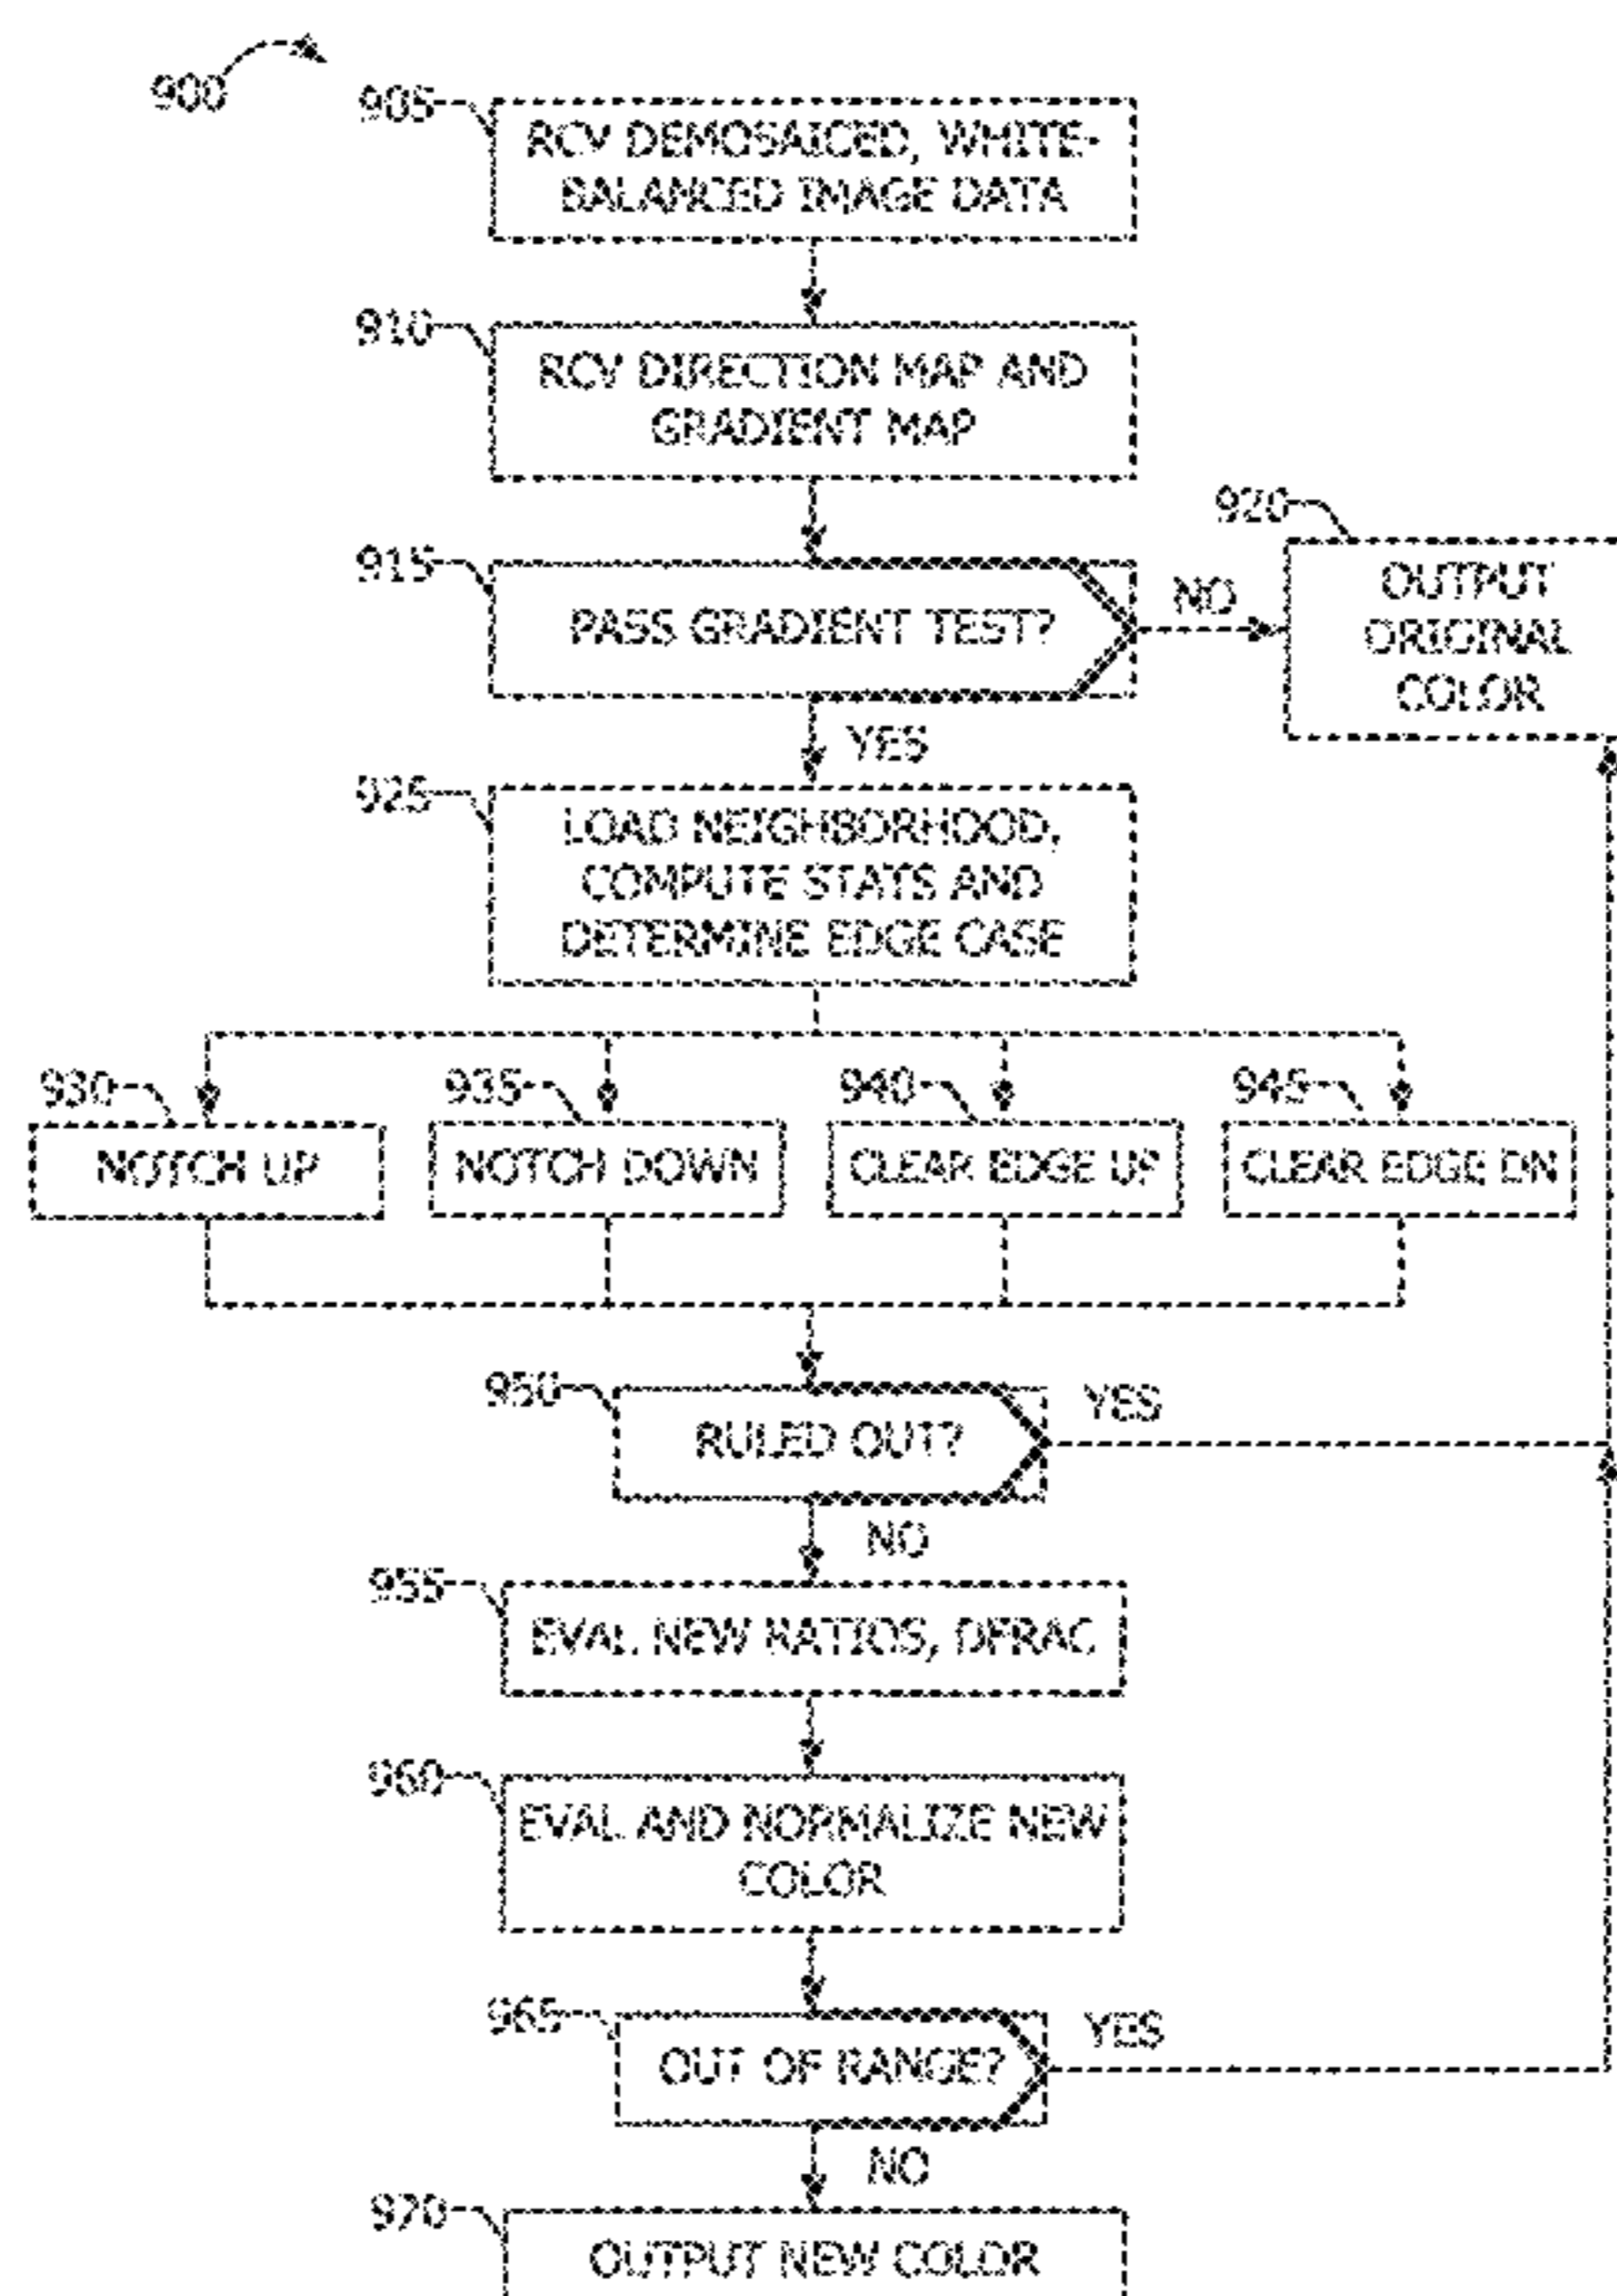 900
905
RCV DEMOSAICED, WHITE-
BALANCED IMAGE DATA
910
RCV DIRECTION MAP AND
GRADIENT MAP
915
PASS GRADIENT TEST?
NO
920
OUTPUT
ORIGINAL
COLOR
YES
925
LOAD NEIGHBORHOOD,
COMPUTE STATS AND
DETERMINE EDGE CASE
930
NOTCH UP
935
NOTCH DOWN
940
CLEAR EDGE UP
945
CLEAR EDGE DN
950
RULED OUT?
YES
NO
955
EVAL NEW RATIOS, DFRAC
960
EVAL AND NORMALIZE NEW
COLOR
965
OUT OF RANGE?
YES
NO
970
OUTPUT NEW COLOR